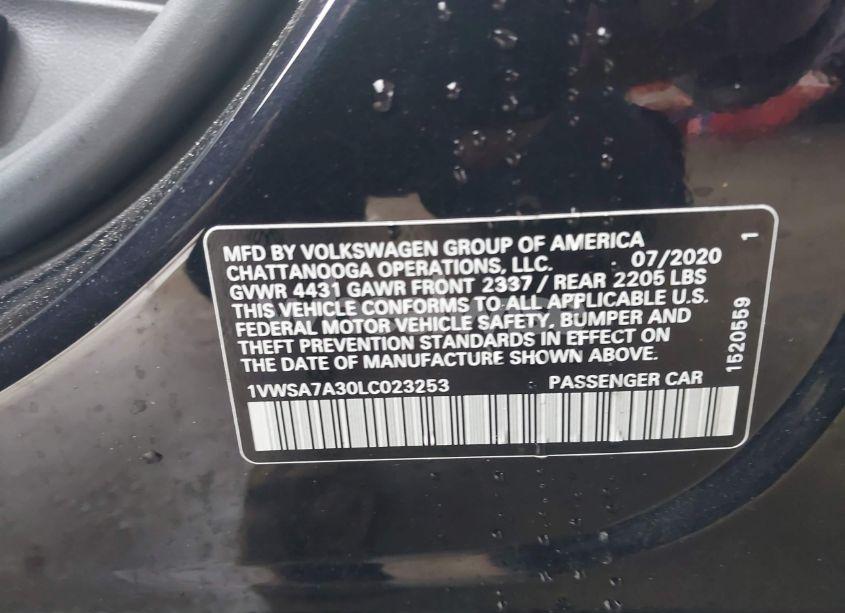 MFD BY VOLKSWAGEN GROUP OF AMERICA
CHATTANOOGA OPERATIONS, LLC. 07/2020 1
GVWR 4431 GAWR FRONT 2337 / REAR 2205 LBS
THIS VEHICLE CONFORMS TO ALL APPLICABLE U.S.
FEDERAL MOTOR VEHICLE SAFETY, BUMPER AND
THEFT PREVENTION STANDARDS IN EFFECT ON
THE DATE OF MANUFACTURE SHOWN ABOVE.
1VWSA7A30LC023253 PASSENGER CAR
1520559